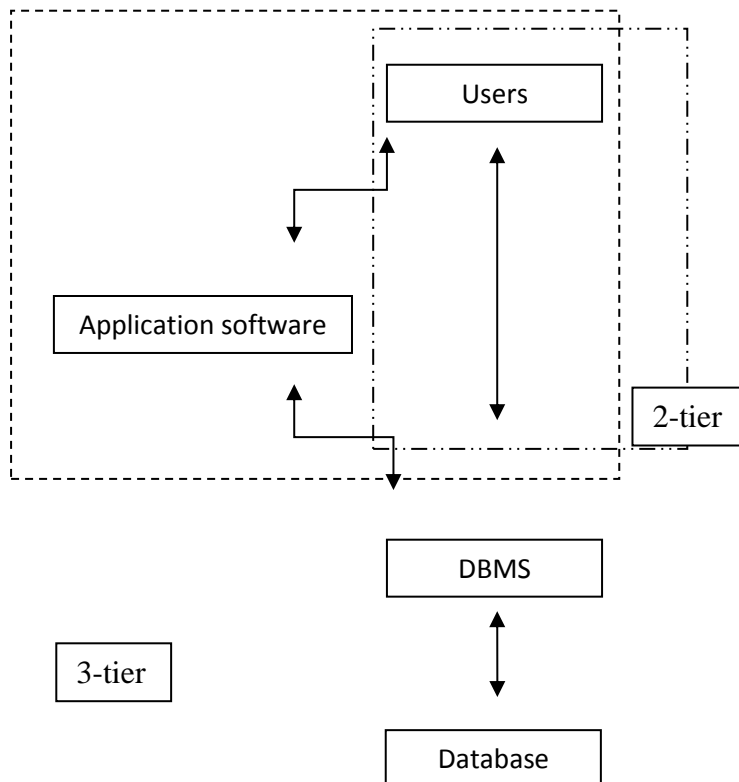 Users
Application software
2-tier
DBMS
3-tier
Database